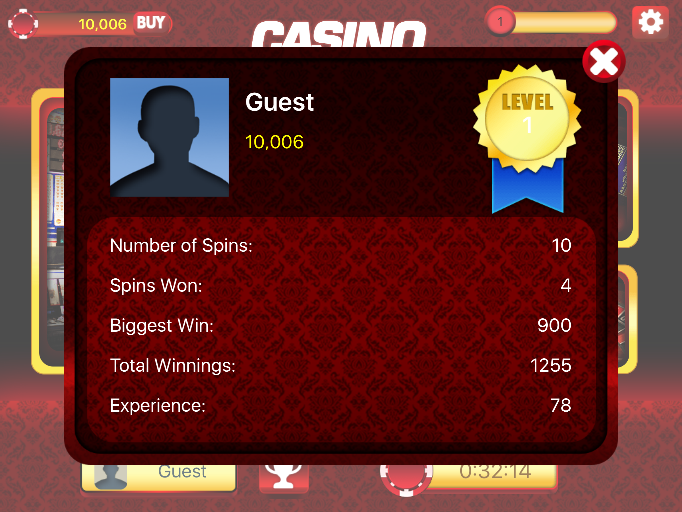 10,006 BUY
CASINO
1
Guest
10,006
LEVEL
1
Number of Spins: 10
Spins Won: 4
Biggest Win: 900
Total Winnings: 1255
Experience: 78
Guest
0:32:14